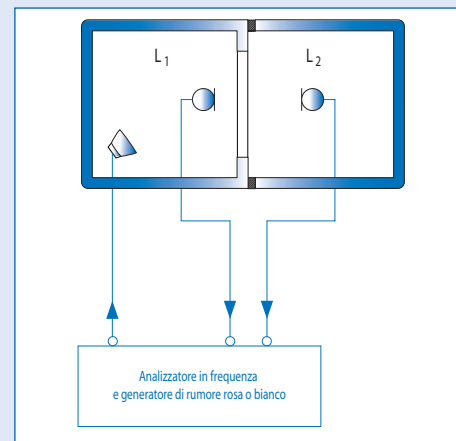 L1
L2
Analizzatore in frequenza
e generatore di rumore rosa o bianco